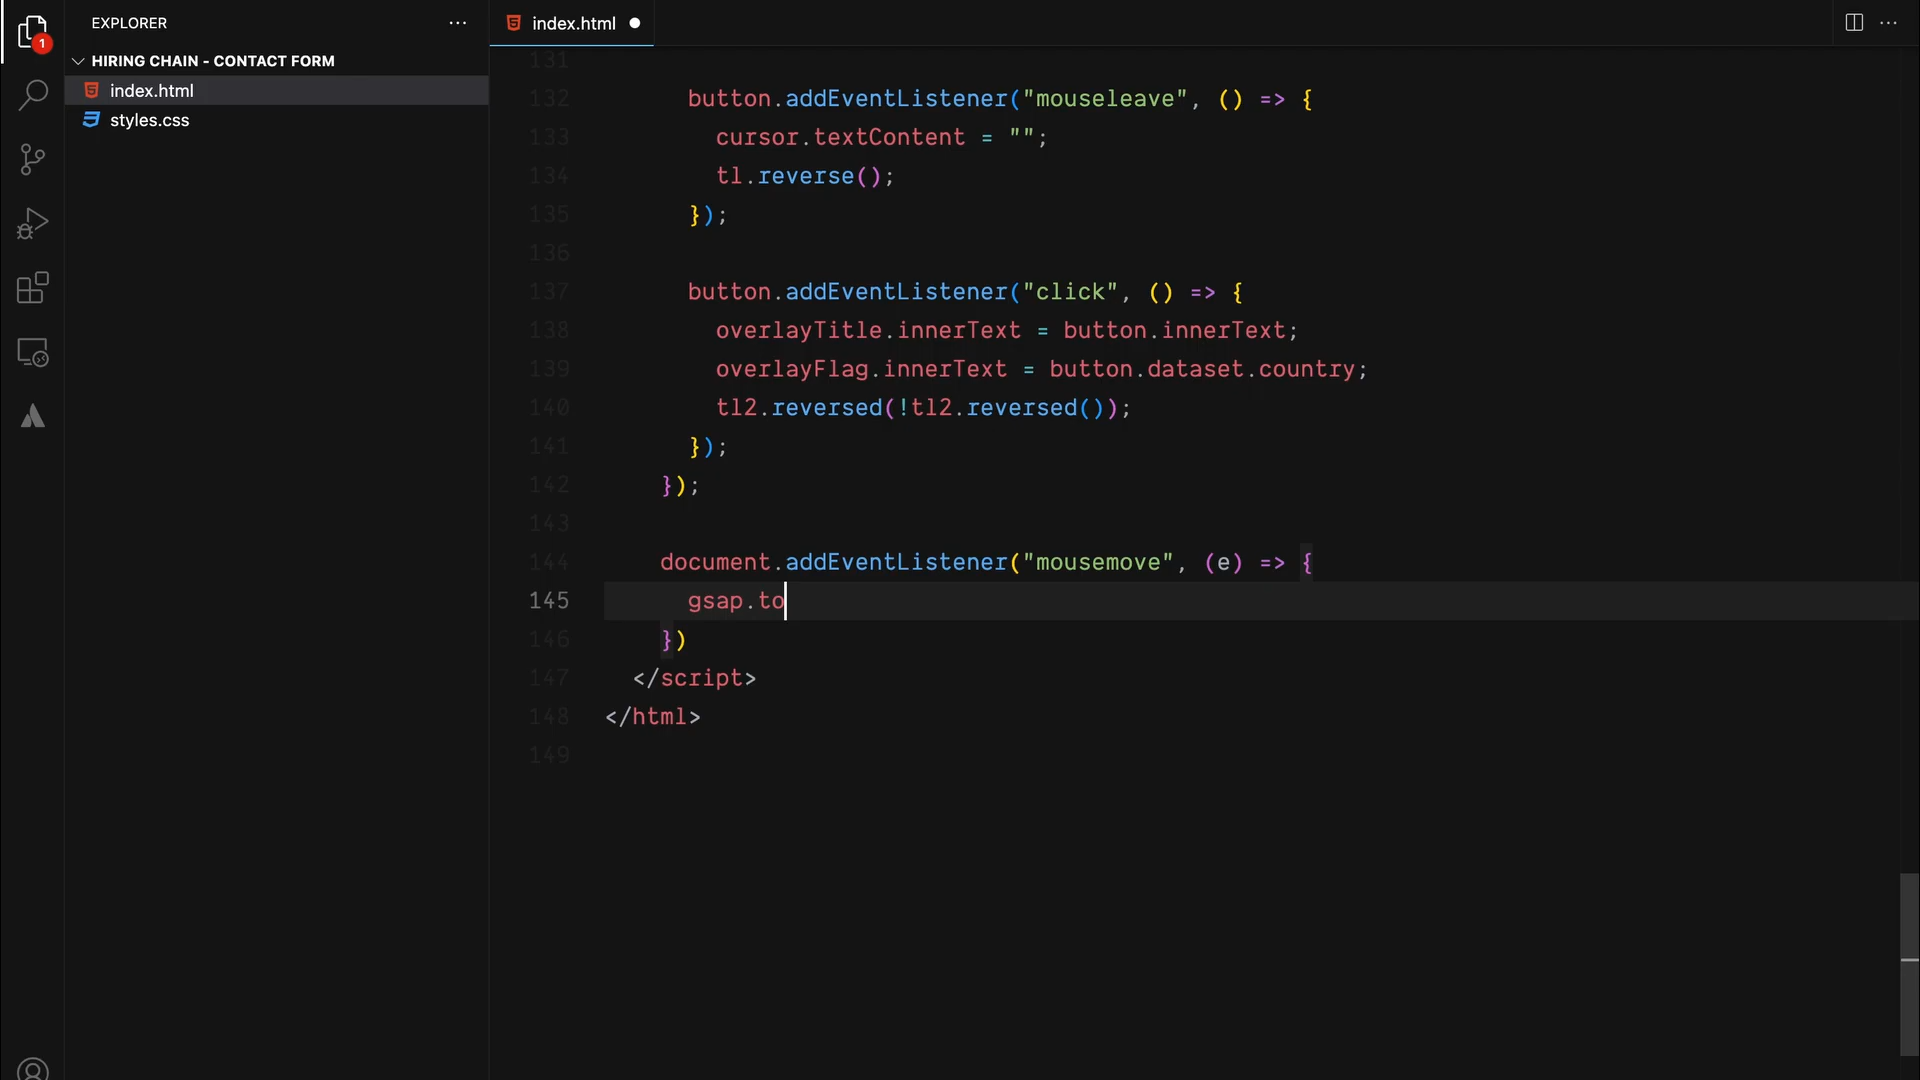 EXPLORER
index.html
1
HIRING CHAIN - CONTACT FORM
index.html
styles.css
131
132 button.addEventListener("mouseleave", () => {
133 cursor.textContent = "";
134 tl.reverse();
135 });
136
137 button.addEventListener("click", () => {
138 overlayTitle.innerText = button.innerText;
139 overlayFlag.innerText = button.dataset.country;
140 tl2.reversed(!tl2.reversed());
141 });
142 });
143
144 document.addEventListener("mousemove", (e) => {
145 gsap.to
146 })
147 </script>
148 </html>
149